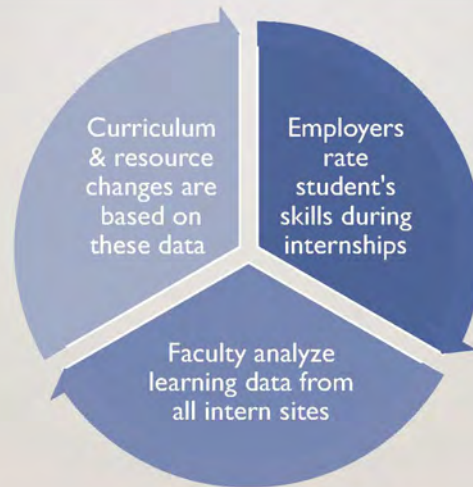 Curriculum
& resource
changes are
based on
these data
Employers
rate
student's
skills during
internships
Faculty analyze
learning data from
all intern sites